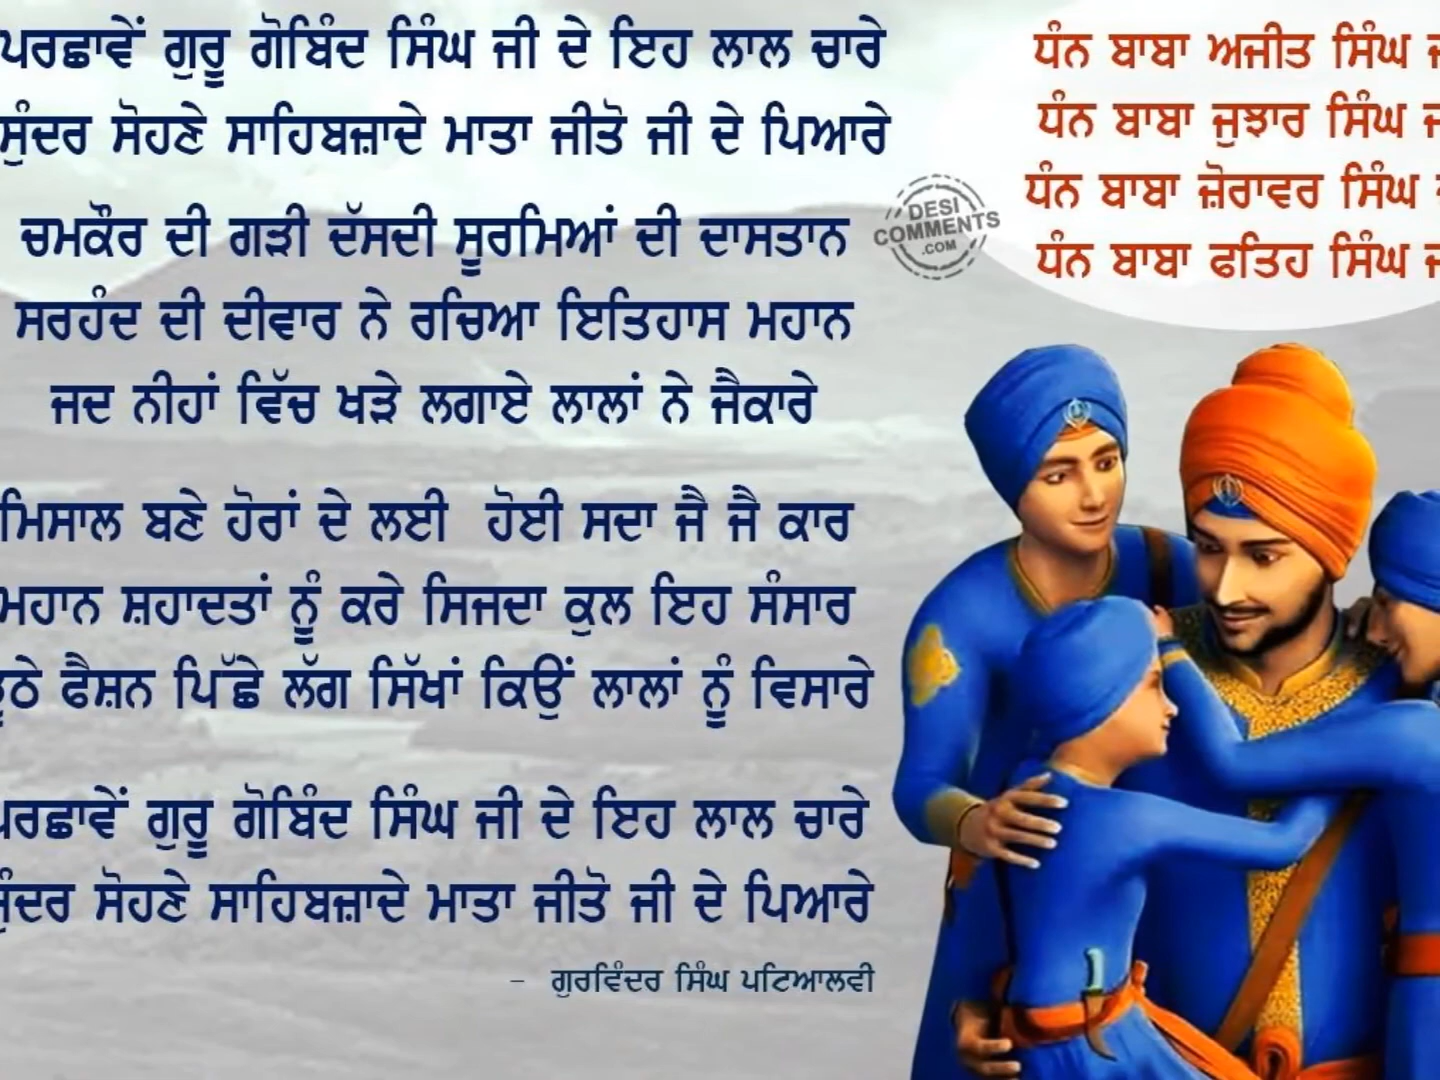 ਪਰਛਾਵੇਂ ਗੁਰੂ ਗੋਬਿੰਦ ਸਿੰਘ ਜੀ ਦੇ ਇਹ ਲਾਲ ਚਾਰੇ
ਸੁੰਦਰ ਸੋਹਣੇ ਸਾਹਿਬਜ਼ਾਦੇ ਮਾਤਾ ਜੀਤੋ ਜੀ ਦੇ ਪਿਆਰੇ
ਚਮਕੌਰ ਦੀ ਗੜੀ ਦੱਸਦੀ ਸੂਰਮਿਆਂ ਦੀ ਦਾਸਤਾਨ
ਸਰਹੰਦ ਦੀ ਦੀਵਾਰ ਨੇ ਰਚਿਆ ਇਤਿਹਾਸ ਮਹਾਨ
ਜਦ ਨੀਹਾਂ ਵਿੱਚ ਖੜੇ ਲਗਾਏ ਲਾਲਾਂ ਨੇ ਜੈਕਾਰੇ
ਮਿਸਾਲ ਬਣੇ ਹੋਰਾਂ ਦੇ ਲਈ ਹੋਈ ਸਦਾ ਜੈ ਜੈ ਕਾਰ
ਮਹਾਨ ਸ਼ਹਾਦਤਾਂ ਨੂੰ ਕਰੇ ਸਿਜਦਾ ਕੁਲ ਇਹ ਸੰਸਾਰ
ਫੈਸ਼ਨ ਪਿੱਛੇ ਲੱਗ ਸਿੱਖਾਂ ਕਿਉਂ ਲਾਲਾਂ ਨੂੰ ਵਿਸਾਰੇ
ਪਰਛਾਵੇਂ ਗੁਰੂ ਗੋਬਿੰਦ ਸਿੰਘ ਜੀ ਦੇ ਇਹ ਲਾਲ ਚਾਰੇ
ਸੁੰਦਰ ਸੋਹਣੇ ਸਾਹਿਬਜ਼ਾਦੇ ਮਾਤਾ ਜੀਤੋ ਜੀ ਦੇ ਪਿਆਰੇ
– ਗੁਰਵਿੰਦਰ ਸਿੰਘ ਪਟਿਆਲਵੀ
DESI
COMMENTS
.COM
ਧੰਨ ਬਾਬਾ ਅਜੀਤ ਸਿੰਘ
ਧੰਨ ਬਾਬਾ ਜੁਝਾਰ ਸਿੰਘ
ਧੰਨ ਬਾਬਾ ਜ਼ੋਰਾਵਰ ਸਿੰਘ
ਧੰਨ ਬਾਬਾ ਫਤਿਹ ਸਿੰਘ